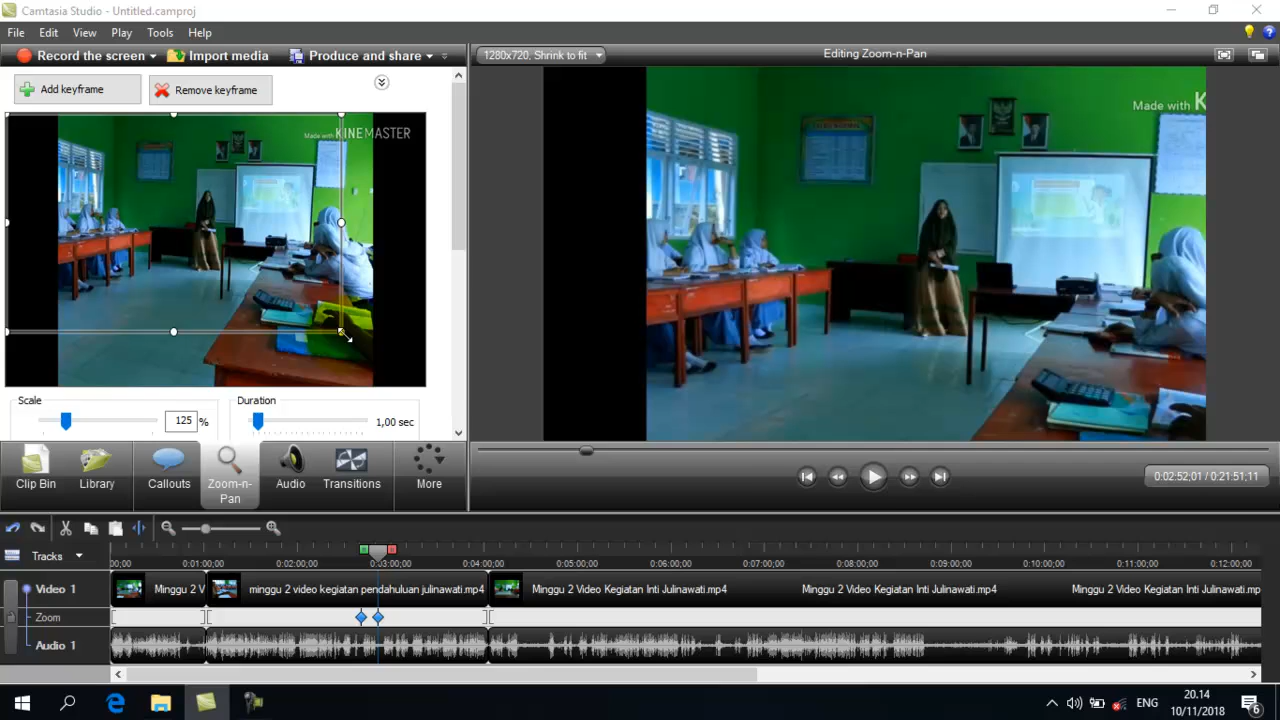 Camtasia Studio - Untitled.camproj
File Edit View Play Tools Help
Record the screen Import media Produce and share
1280x720, Shrink to fit
Editing Zoom-n-Pan
Add keyframe
Remove keyframe
Made with KINEMASTER
Made with K
Scale
Duration
125 %
1,00 sec
Clip Bin
Library
Callouts
Zoom-n-Pan
Audio
Transitions
More
0:02:52;01 / 0:21:51;11
Tracks
00;00 0:01:00;00 0:02:00;00 0:03:00;00 0:04:00;00 0:05:00;00 0:06:00;00 0:07:00;00 0:08:00;00 0:09:00;00 0:10:00;00 0:11:00;00 0:12:00;00
Video 1
Minggu 2 V
minggu 2 video kegiatan pendahuluan julinawati.mp4
Minggu 2 Video Kegiatan Inti Julinawati.mp4
Minggu 2 Video Kegiatan Inti Julinawati.mp4
Minggu 2 Video Kegiatan Inti Julinawati.mp
Zoom
Audio 1
ENG
20.14
10/11/2018
6